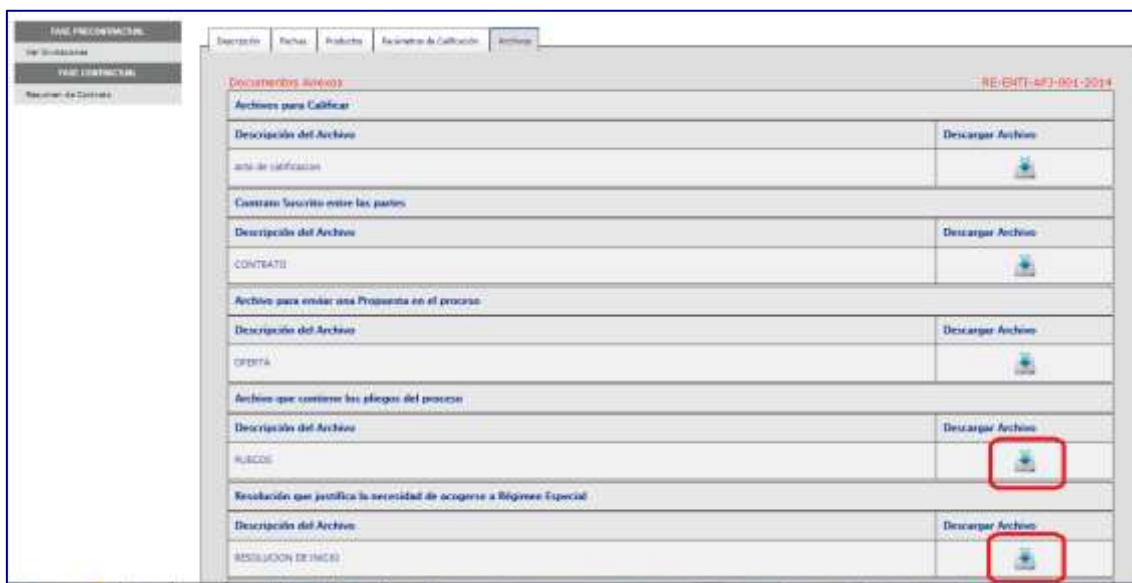 FASE PRECONTRACTUAL
Ver Invitaciones
FASE CONTRACTUAL
Resumen de Contrato
Descripción Fechas Productos Parámetros de Calificación Archivos
Documentos Anexos RE-ENTI-AFJ-001-2014
Archivos para Calificar
Descripción del Archivo Descargar Archivo
acta de calificacion
Contrato Suscrito entre las partes
Descripción del Archivo Descargar Archivo
CONTRATO
Archivo para enviar una Propuesta en el proceso
Descripción del Archivo Descargar Archivo
OFERTA
Archivo que contiene los pliegos del proceso
Descripción del Archivo Descargar Archivo
PLIEGOS
Resolución que justifica la necesidad de acogerse a Régimen Especial
Descripción del Archivo Descargar Archivo
RESOLUCION DE INICIO